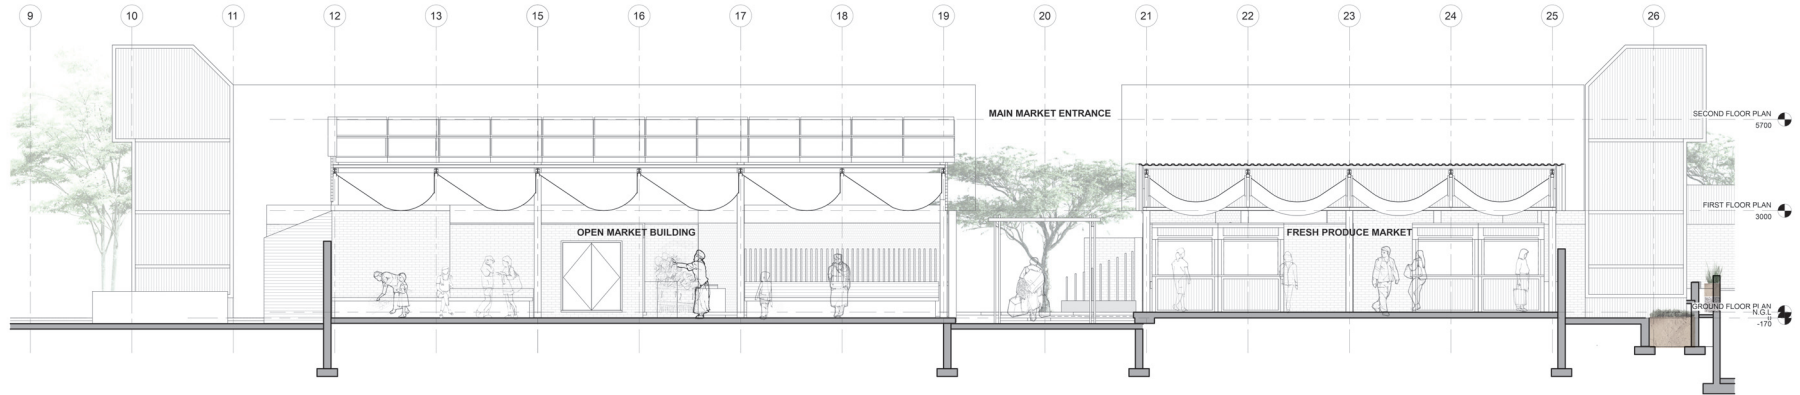 9 10 11 12 13 15 16 17 18 19 20 21 22 23 24 25 26
MAIN MARKET ENTRANCE
SECOND FLOOR PLAN
5700
FIRST FLOOR PLAN
3000
OPEN MARKET BUILDING
FRESH PRODUCE MARKET
GROUND FLOOR PLAN
N.G.L
-170